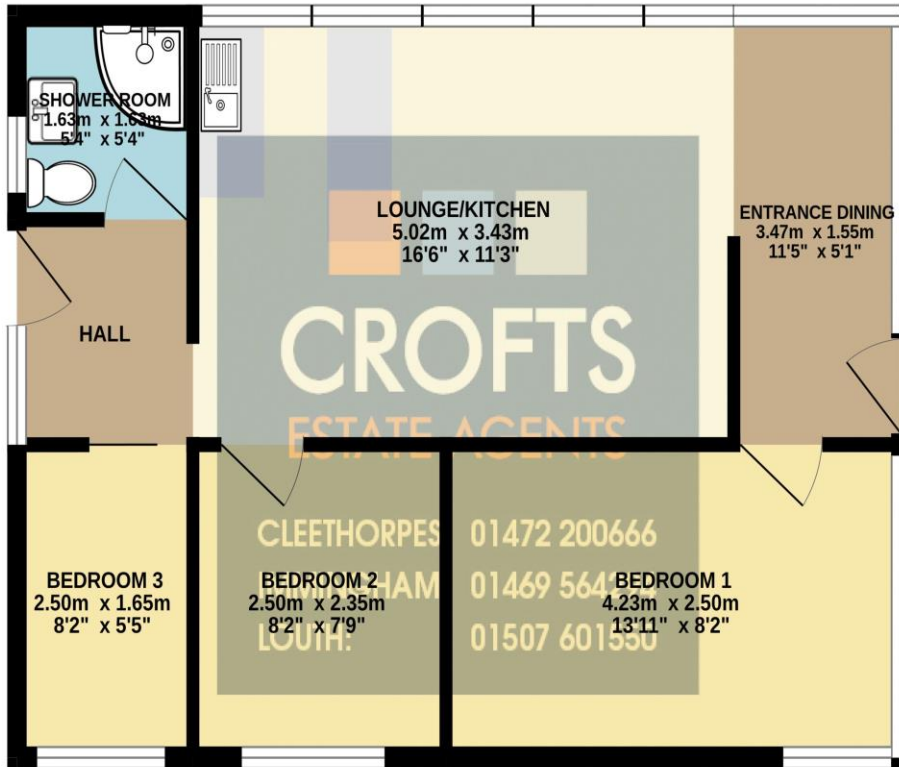 SHOWER ROOM
1.63m x 1.63m
5'4" x 5'4"
LOUNGE/KITCHEN
5.02m x 3.43m
16'6" x 11'3"
ENTRANCE DINING
3.47m x 1.55m
11'5" x 5'1"
HALL
CROFTS
ESTATE AGENTS
CLEETHORPES 01472 200666
01469
LOUTH: 01507 601550
BEDROOM 3
2.50m x 1.65m
8'2" x 5'5"
BEDROOM 2
2.50m x 2.35m
8'2" x 7'9"
BEDROOM 1
4.23m x 2.50m
13'11" x 8'2"